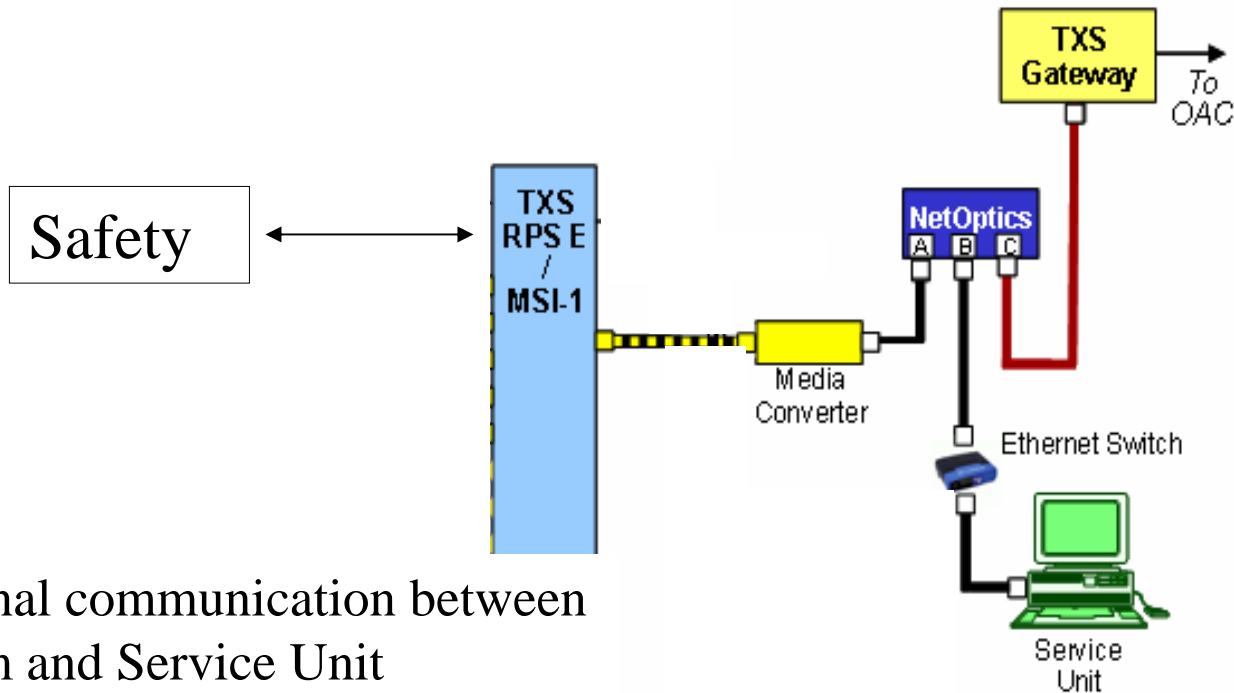 TXS
Gateway
To
OAC
Safety
TXS
RPS E
/
MSI-1
NetOptics
A B C
Media
Converter
Ethernet Switch
Service
Unit
nal communication between
n and Service Unit